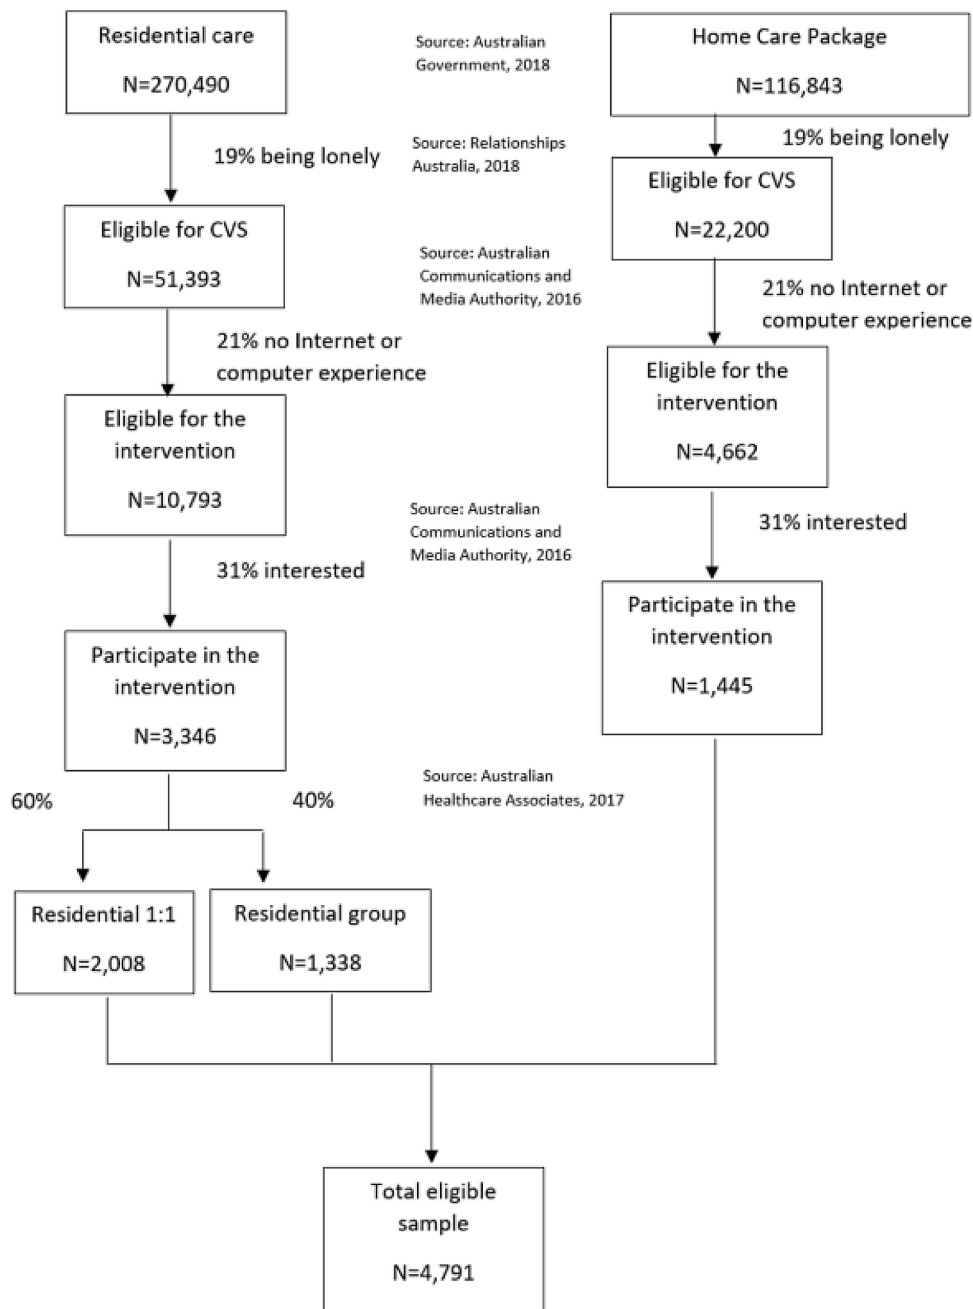 Residential care
N=270,490
Source: Australian
Government, 2018
Home Care Package
N=116,843
19% being lonely
Source: Relationships
Australia, 2018
19% being lonely
Eligible for CVS
N=51,393
Eligible for CVS
N=22,200
Source: Australian
Communications and
Media Authority, 2016
21% no Internet or
computer experience
21% no Internet or
computer experience
Eligible for the
intervention
N=10,793
Eligible for the
intervention
N=4,662
Source: Australian
Communications and
Media Authority, 2016
31% interested
31% interested
Participate in the
intervention
N=3,346
Participate in the
intervention
N=1,445
60%
40%
Source: Australian
Healthcare Associates, 2017
Residential 1:1
N=2,008
Residential group
N=1,338
Total eligible
sample
N=4,791